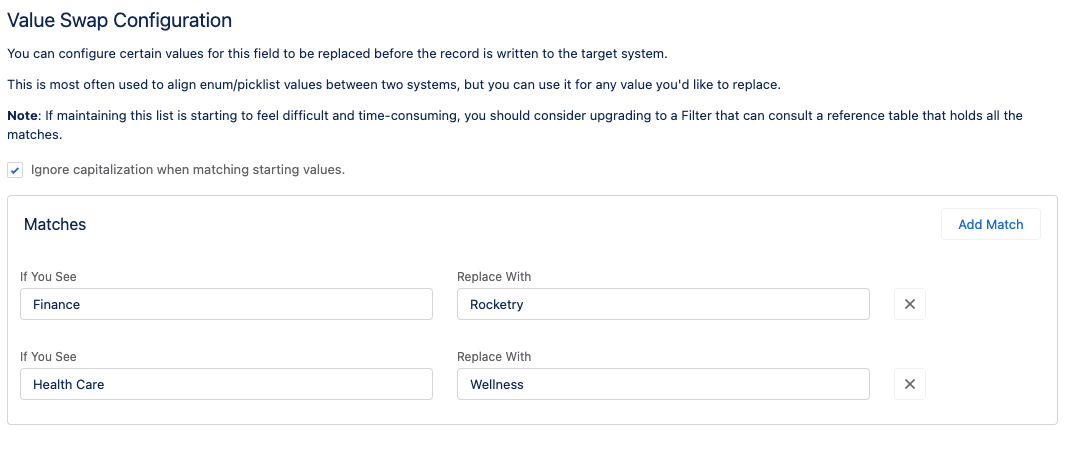 Value Swap Configuration
You can configure certain values for this field to be replaced before the record is written to the target system.
This is most often used to align enum/picklist values between two systems, but you can use it for any value you'd like to replace.
Note: If maintaining this list is starting to feel difficult and time-consuming, you should consider upgrading to a Filter that can consult a reference table that holds all the
matches.
Ignore capitalization when matching starting values.
Matches
Add Match
If You See
Replace With
Finance
Rocketry
If You See
Replace With
Health Care
Wellness